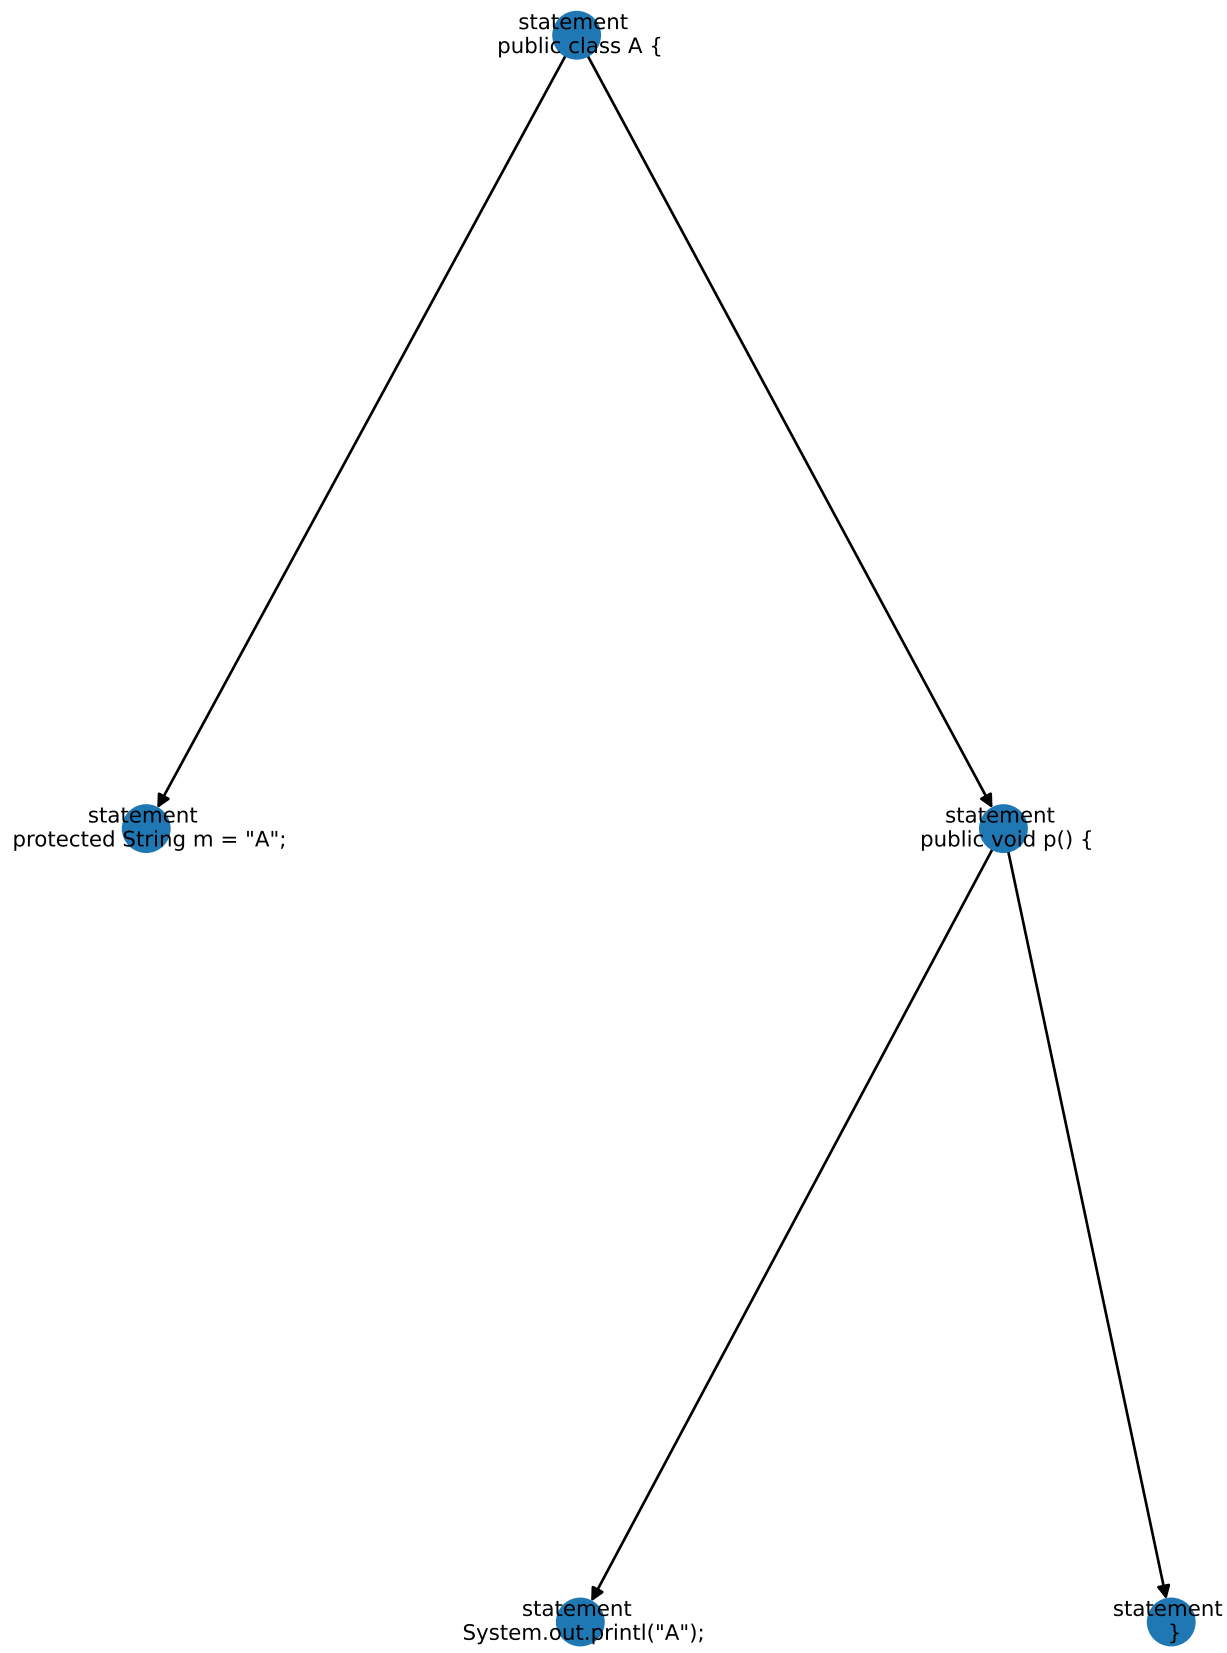 statement
public class A {
statement
protected String m = "A";
statement
public void p() {
statement
System.out.printl("A");
statement
}